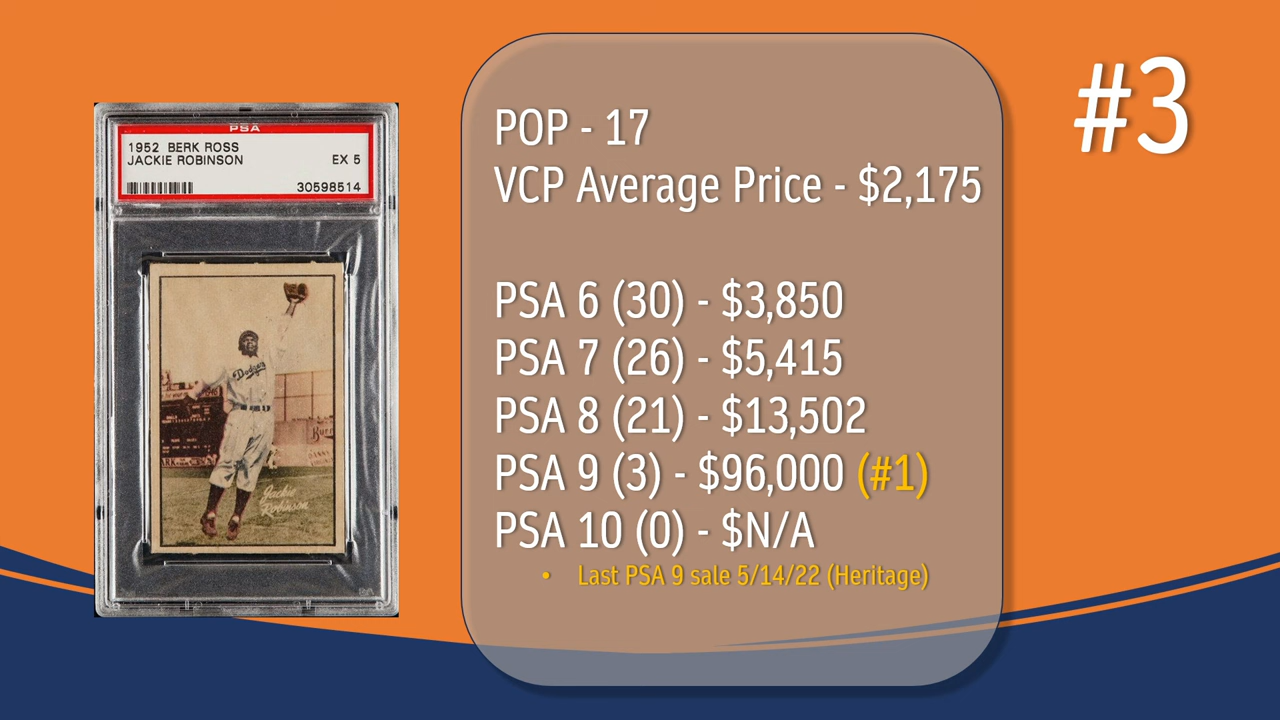 PSA
1952 BERK ROSS
JACKIE ROBINSON EX 5
30598514
Dodgers
Jackie
Robinson
POP - 17
VCP Average Price - $2,175
PSA 6 (30) - $3,850
PSA 7 (26) - $5,415
PSA 8 (21) - $13,502
PSA 9 (3) - $96,000 (#1)
PSA 10 (0) - $N/A
• Last PSA 9 sale 5/14/22 (Heritage)
#3